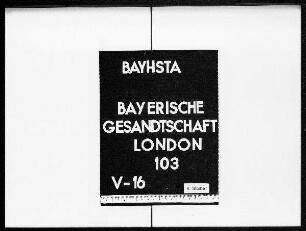 BAYHSTA
BAYERISCHE
GESANDTSCHAFT
LONDON
103
V-16